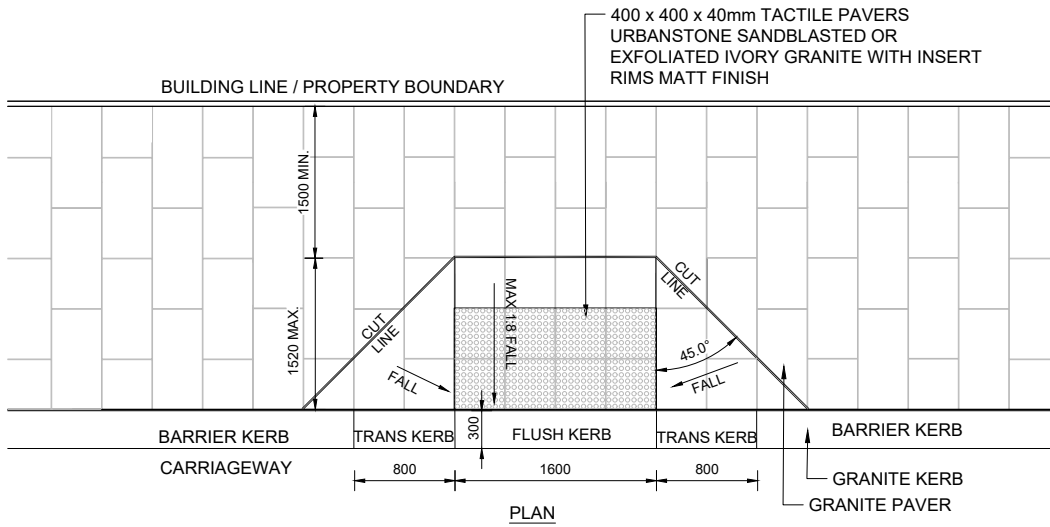 400 x 400 x 40mm TACTILE PAVERS
URBANSTONE SANDBLASTED OR
EXFOLIATED IVORY GRANITE WITH INSERT
RIMS MATT FINISH
BUILDING LINE / PROPERTY BOUNDARY
1500 MIN.
1520 MAX.
CUT
LINE
FALL
MAX. 1:8 FALL
CUT
LINE
45.0°
FALL
BARRIER KERB
TRANS KERB
300
FLUSH KERB
TRANS KERB
BARRIER KERB
CARRIAGEWAY
800
1600
800
GRANITE KERB
GRANITE PAVER
PLAN